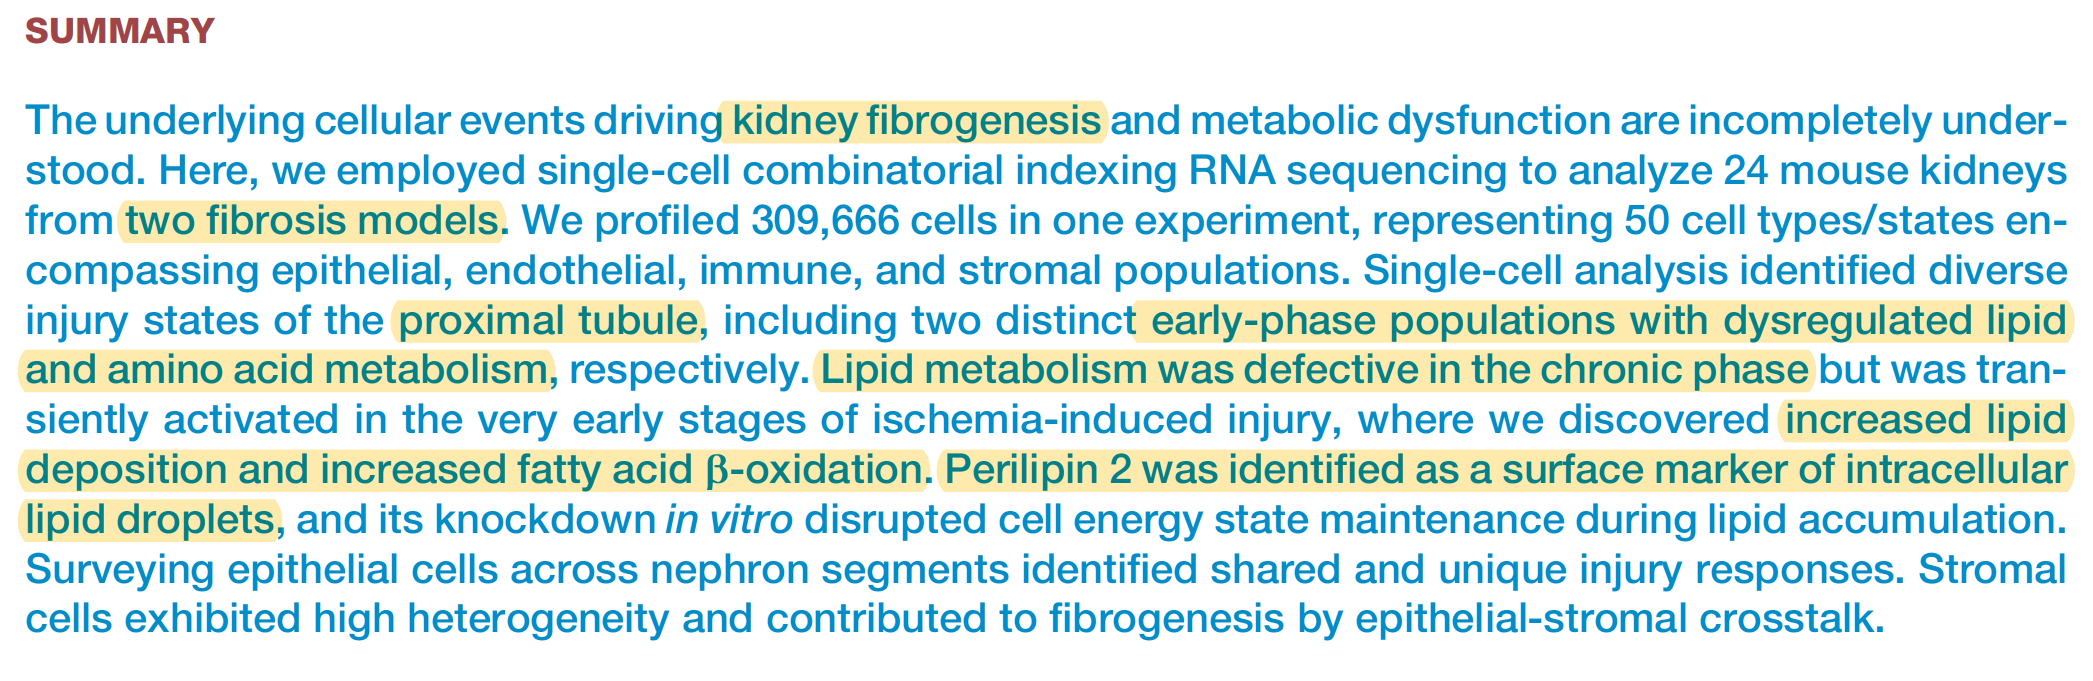 SUMMARY
The underlying cellular events driving kidney fibrogenesis and metabolic dysfunction are incompletely under-
stood. Here, we employed single-cell combinatorial indexing RNA sequencing to analyze 24 mouse kidneys
from two fibrosis models. We profiled 309,666 cells in one experiment, representing 50 cell types/states en-
compassing epithelial, endothelial, immune, and stromal populations. Single-cell analysis identified diverse
injury states of the proximal tubule, including two distinct early-phase populations with dysregulated lipid
and amino acid metabolism, respectively. Lipid metabolism was defective in the chronic phase but was tran-
siently activated in the very early stages of ischemia-induced injury, where we discovered increased lipid
deposition and increased fatty acid β-oxidation. Perilipin 2 was identified as a surface marker of intracellular
lipid droplets, and its knockdown in vitro disrupted cell energy state maintenance during lipid accumulation.
Surveying epithelial cells across nephron segments identified shared and unique injury responses. Stromal
cells exhibited high heterogeneity and contributed to fibrogenesis by epithelial-stromal crosstalk.